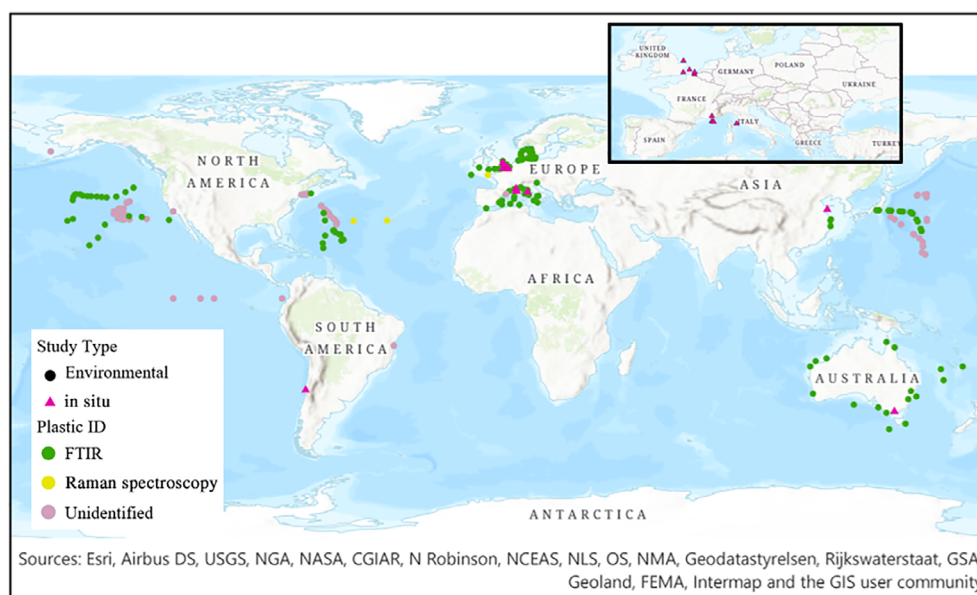 UNITED
KINGDOM
POLAND
GERMANY
UKRAINE
FRANCE
ITALY
SPAIN
GREECE
TURKEY
NORTH
AMERICA
EUROPE
ASIA
AFRICA
SOUTH
AMERICA
AUSTRALIA
ANTARCTICA
Study Type
Environmental
in situ
Plastic ID
FTIR
Raman spectroscopy
Unidentified
Sources: Esri, Airbus DS, USGS, NGA, NASA, CGIAR, N Robinson, NCEAS, NLS, OS, NMA, Geodatastyrelsen, Rijkswaterstaat, GSA
Geoland, FEMA, Intermap and the GIS user community